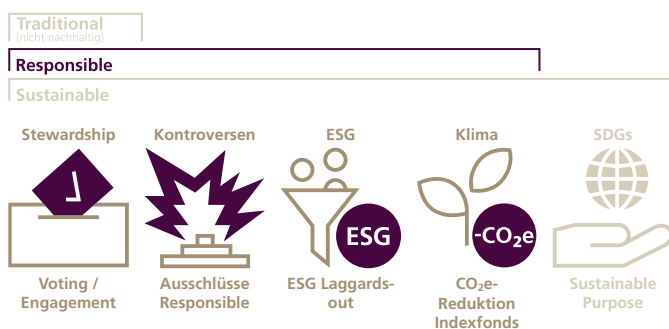 Traditional
(nicht nachhaltig)
Responsible
Sustainable
Stewardship
Kontroversen
ESG
Klima
SDGs
ESG
-CO₂e
Voting /
Engagement
Ausschlüsse
Responsible
ESG Laggards-
out
CO₂e-
Reduktion
Indexfonds
Sustainable
Purpose